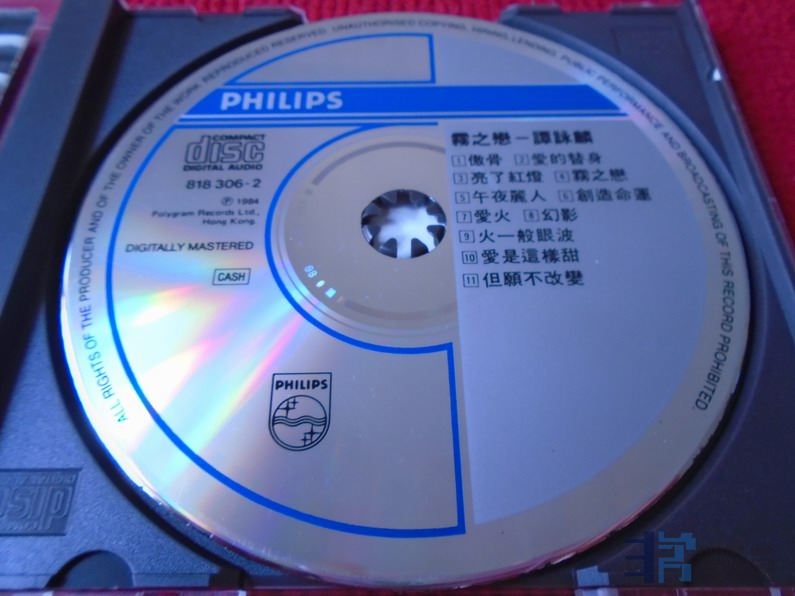 ALL RIGHTS OF THE PRODUCER AND OF THE OWNER OF THE WORK REPRODUCED RESERVED. UNAUTHORISED COPYING, HIRING, LENDING, PUBLIC PERFORMANCE AND BROADCASTING OF THIS RECORD PROHIBITED.
PHILIPS
COMPACT
disc
DIGITAL AUDIO
818 306-2
Ⓟ 1984
Polygram Records Ltd.,
Hong Kong.
DIGITALLY MASTERED
CASH
PHILIPS
霧之戀－譚詠麟
1 傲骨 2 愛的替身
3 亮了紅燈 4 霧之戀
5 午夜麗人 6 創造命運
7 愛火 8 幻影
9 火一般眼波
10 愛是這樣甜
11 但願不改變
disc